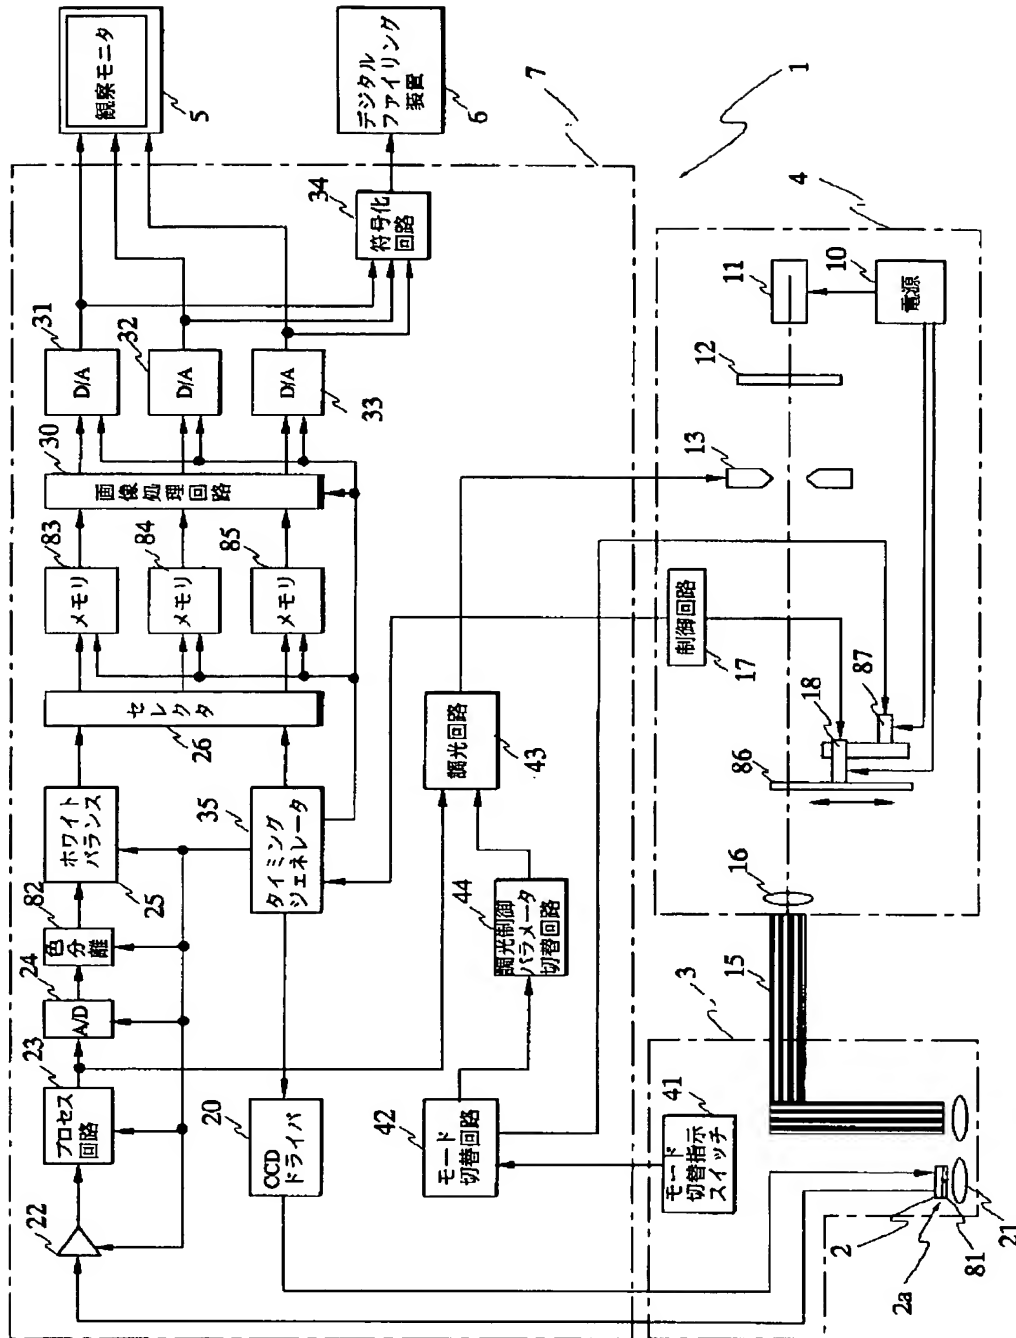 観察モニタ
5
デジタル
ファイリング
装置
6
7
1
34
符号化
回路
31
D/A
32
D/A
D/A
33
30
画像処理回路
83
メモリ
84
メモリ
85
メモリ
セレクタ
26
ホワイト
バランス
25
82
色分離
24
A/D
23
プロセス
回路
22
35
タイミング
ジェネレータ
20
CCD
ドライバ
調光回路
43
44
調光制御
パラメータ
切替回路
42
モード
切替回路
41
モード
切替指示
スイッチ
3
4
11
10
電源
12
13
制御回路
17
18
87
86
16
15
2
2a
81
21